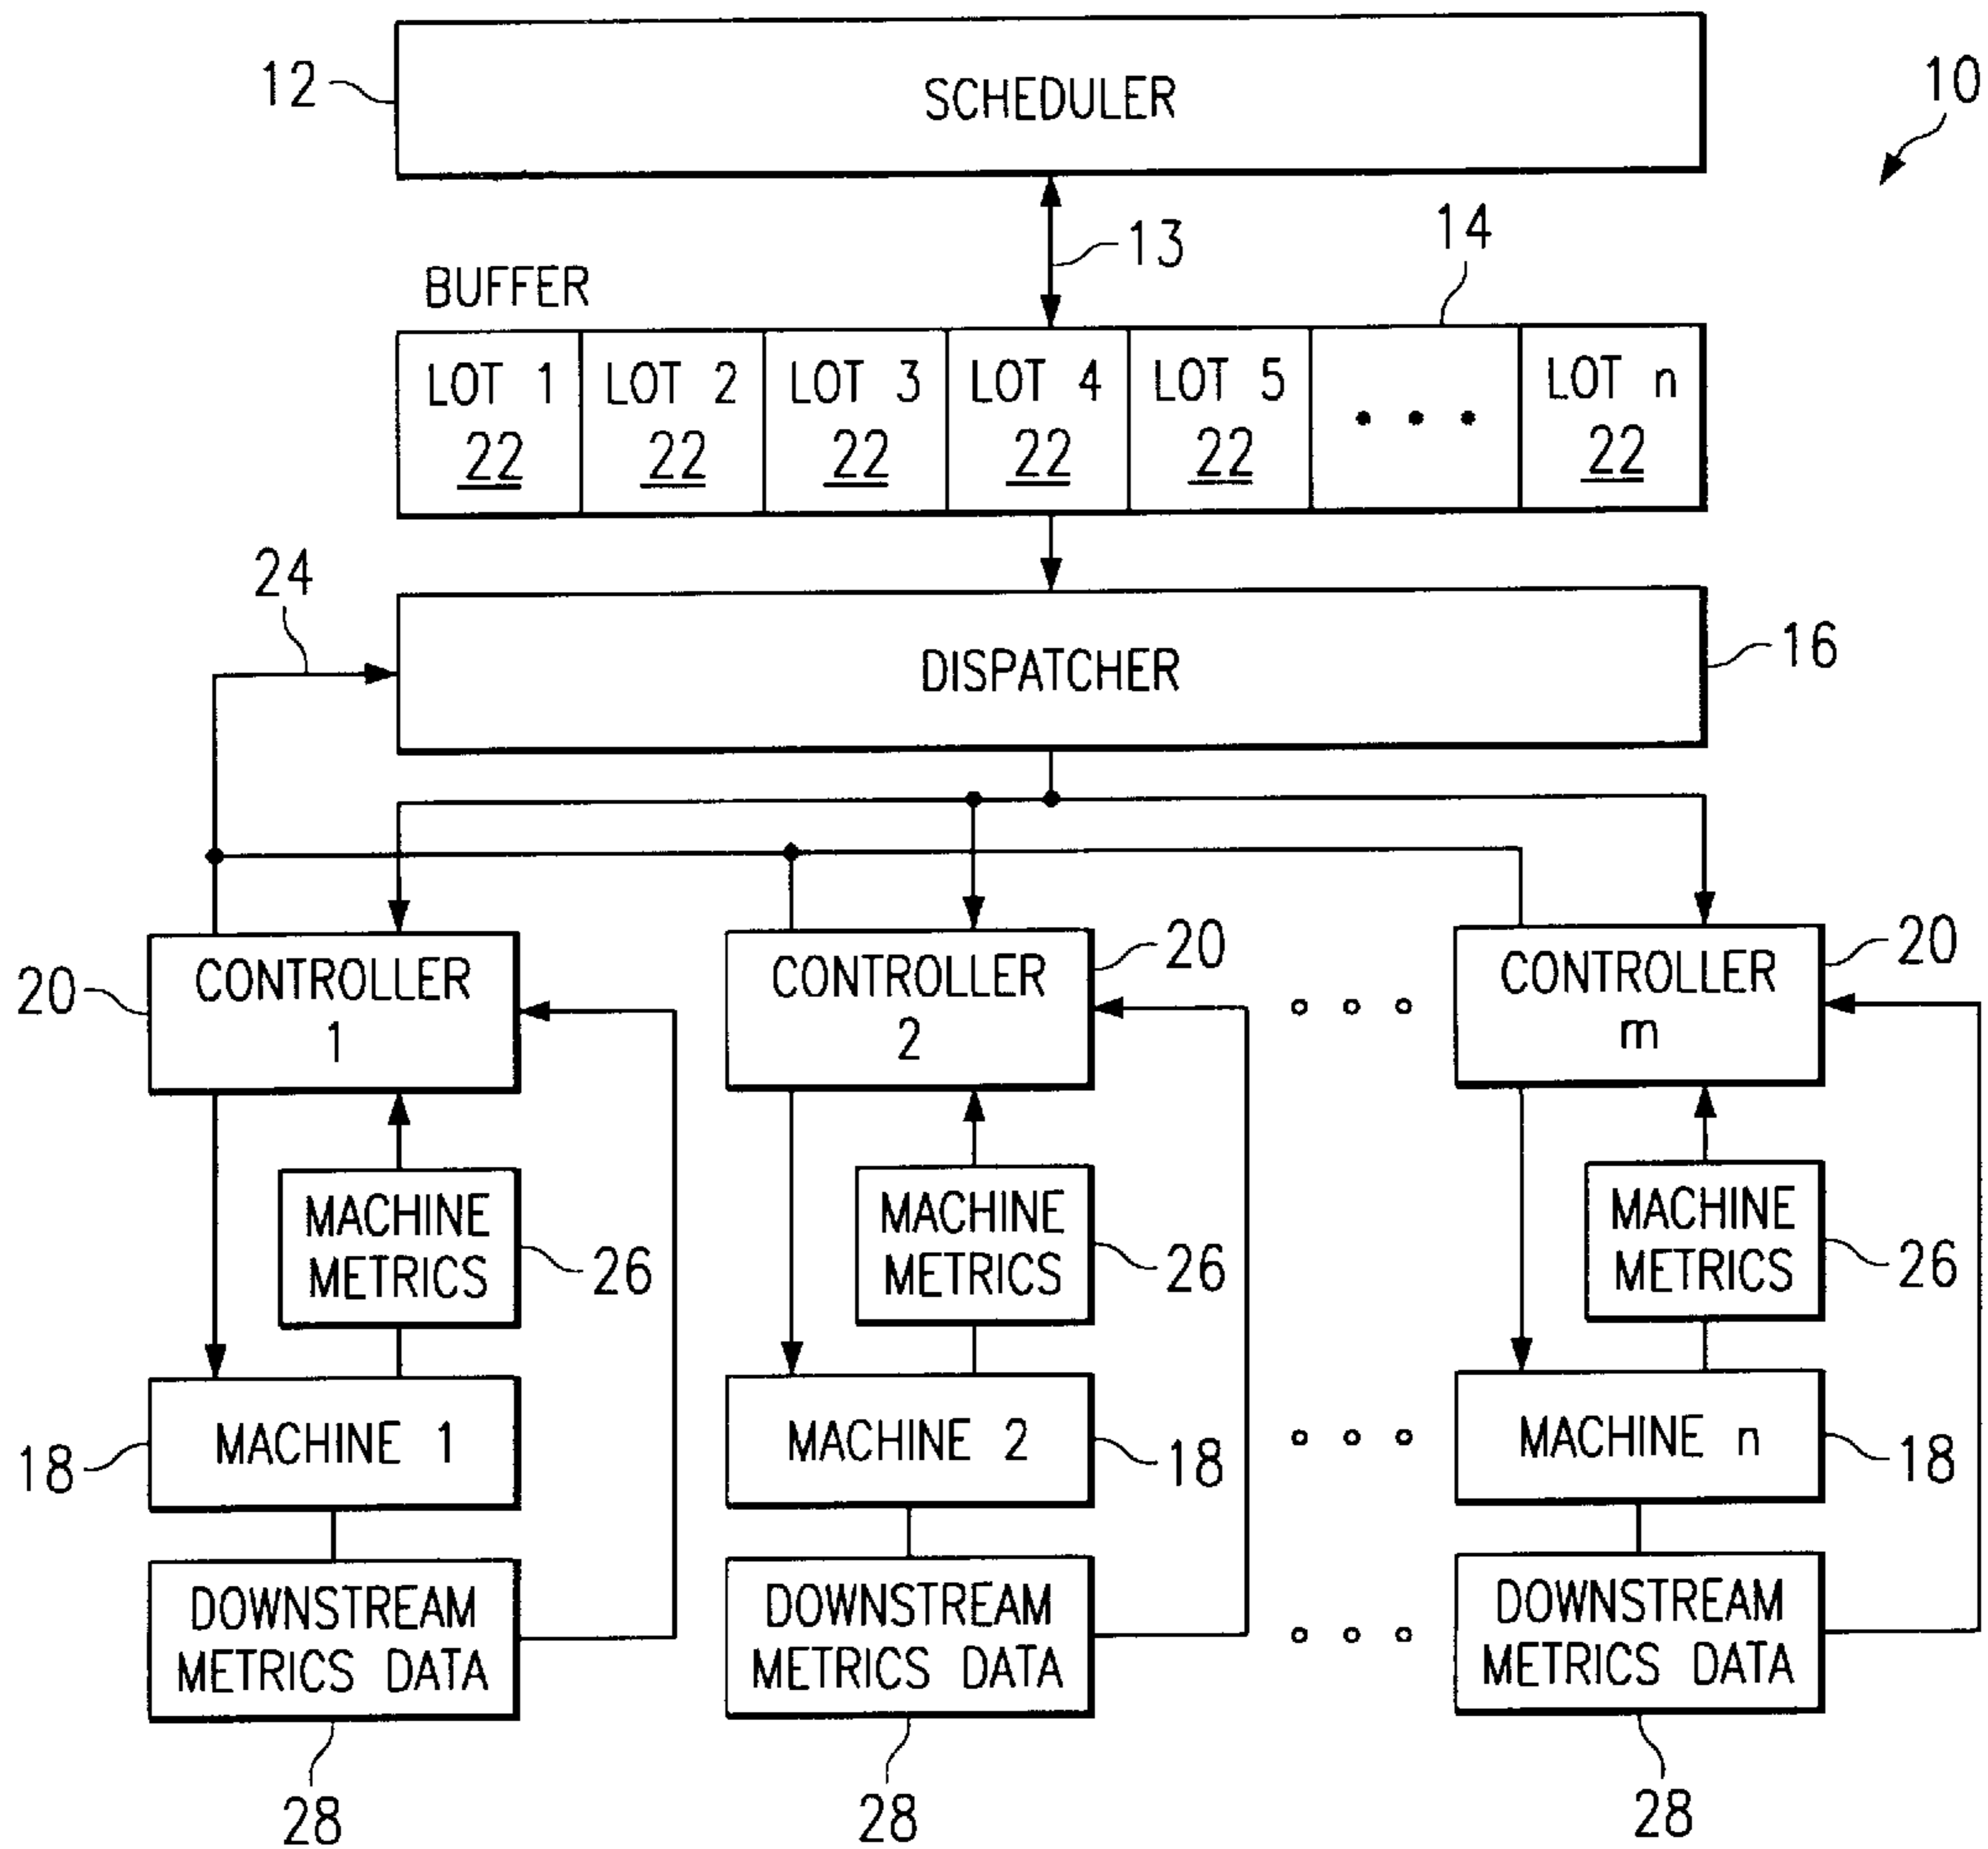 12
SCHEDULER
10
13
14
BUFFER
LOT 1
22
LOT 2
22
LOT 3
22
LOT 4
22
LOT 5
22
• • •
LOT n
22
24
DISPATCHER
16
20
CONTROLLER
1
CONTROLLER
2
20
CONTROLLER
m
20
MACHINE
METRICS
26
MACHINE
METRICS
26
MACHINE
METRICS
26
18
MACHINE 1
MACHINE 2
18
MACHINE n
18
DOWNSTREAM
METRICS DATA
DOWNSTREAM
METRICS DATA
DOWNSTREAM
METRICS DATA
28
28
28